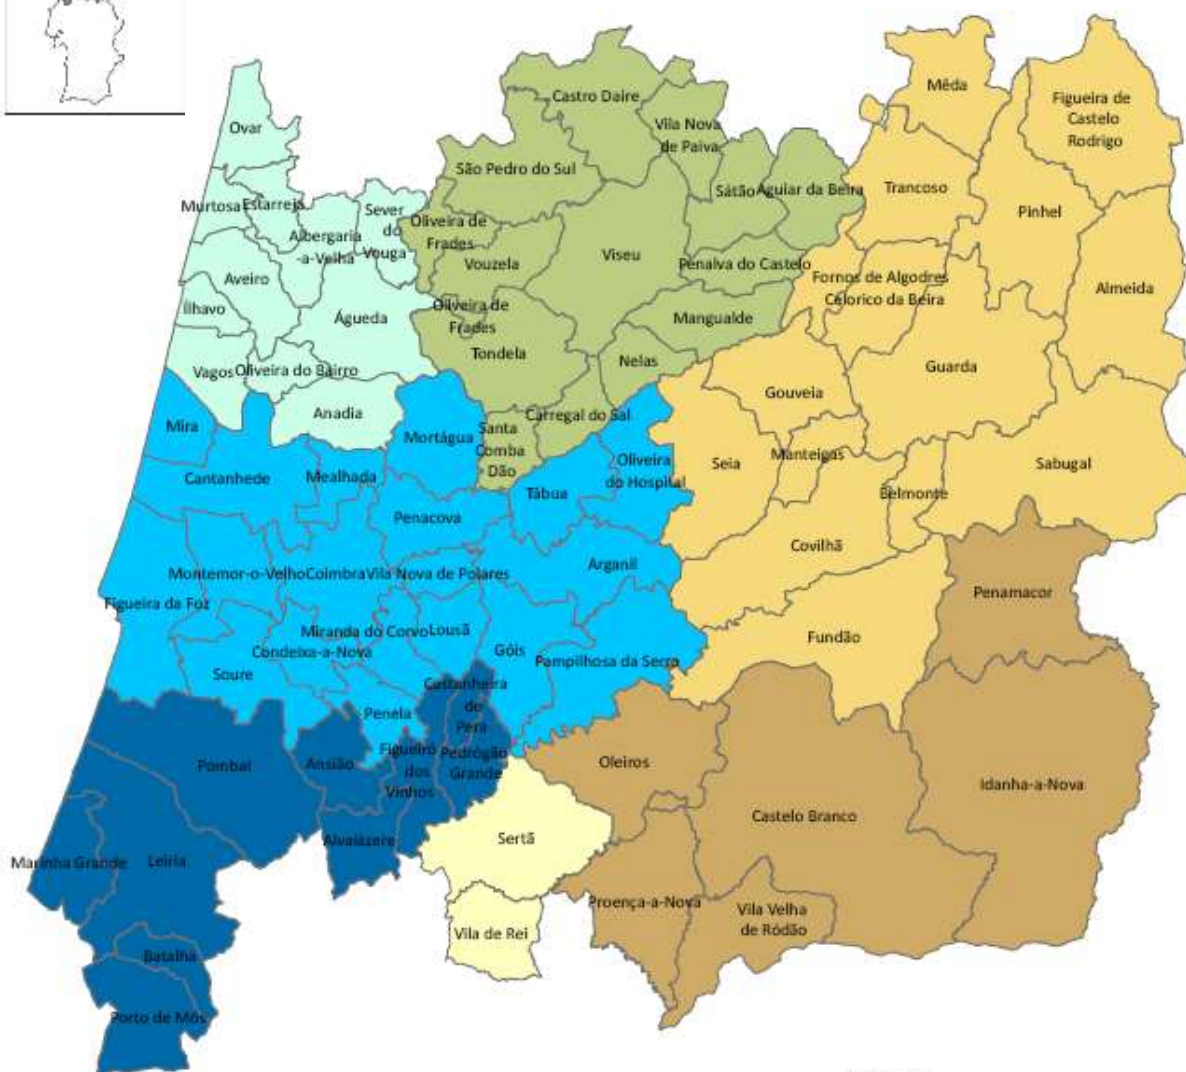 Mêda
Figueira de
Castelo
Rodrigo
Castro Daire
Ovar
Vila Nova
de Paiva
São Pedro do Sul
Sátão
Aguiar da Beira
Trancoso
Pinhel
Murtosa
Estarreja
Sever
do
Vouga
Albergaria
-a-Velha
Oliveira de
Frades
Vouzela
Viseu
Penalva do Castelo
Aveiro
Fornos de Algodres
Celorico da Beira
Almeida
Ílhavo
Águeda
Oliveira de
Frades
Mangualde
Tondela
Nelas
Guarda
Vagos
Oliveira do Bairro
Gouveia
Anadia
Carregal do Sal
Mira
Mortágua
Santa
Comba
Dão
Oliveira
do Hospital
Seia
Manteigas
Sabugal
Cantanhede
Mealhada
Tábua
Belmonte
Penacova
Covilhã
Arganil
Montemor-o-Velho
Coimbra
Vila Nova de Poiares
Penamacor
Figueira da Foz
Miranda do Corvo
Lousã
Fundão
Condeixa-a-Nova
Góis
Pampilhosa da Serra
Soure
Castanheira
de
Pera
Penela
Pombal
Ansião
Figueiró
dos
Vinhos
Pedrógão
Grande
Oleiros
Idanha-a-Nova
Castelo Branco
Alvaiázere
Sertã
Marinha Grande
Leiria
Proença-a-Nova
Vila Velha
de Ródão
Vila de Rei
Batalha
Porto de Mós